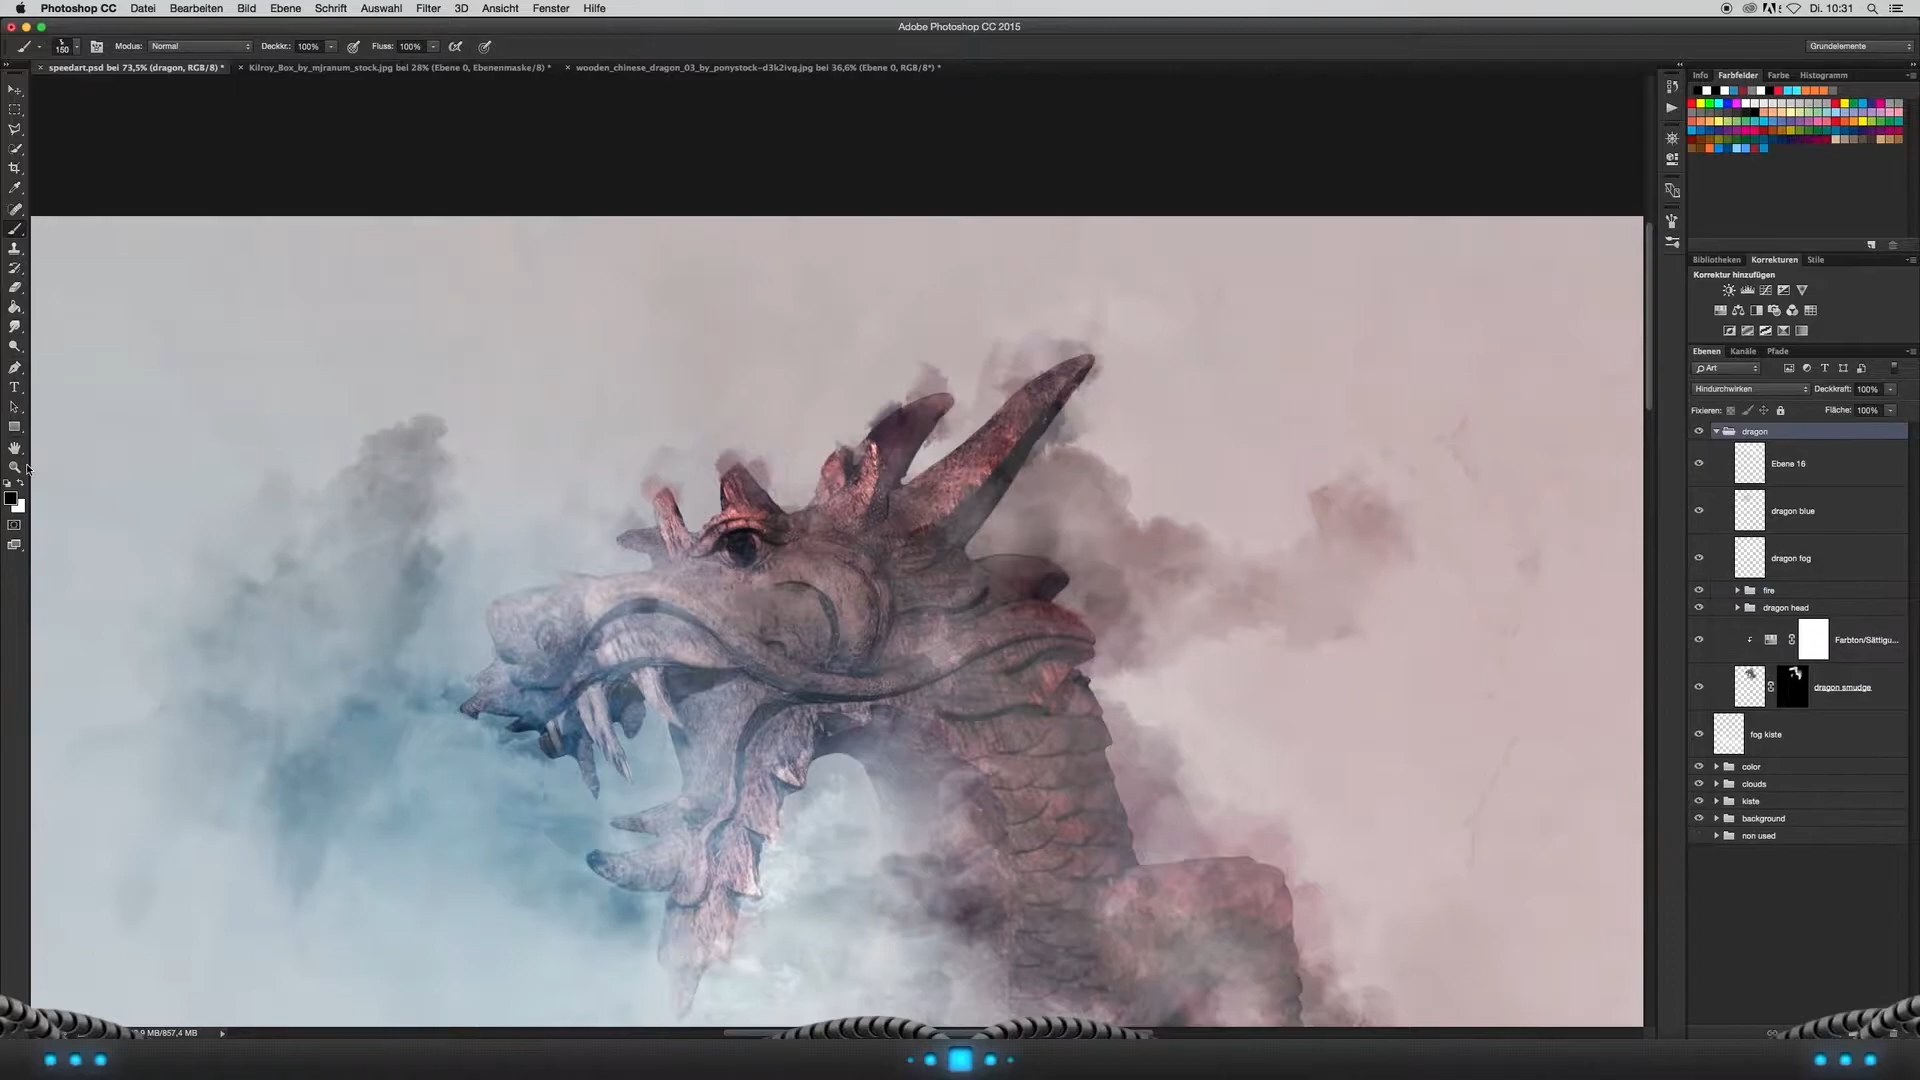 Photoshop CC Datei Bearbeiten Bild Ebene Schrift Auswahl Filter 3D Ansicht Fenster Hilfe Di. 10:31
Adobe Photoshop CC 2015
150 Modus: Normal Deckkr.: 100% Fluss: 100% Grundelemente
× speedart.psd bei 73,5% (dragon, RGB/8) * × Kilroy_Box_by_mjranum_stock.jpg bei 28% (Ebene 0, Ebenenmaske/8) * × wooden_chinese_dragon_03_by_ponystock-d3k2ivg.jpg bei 36,6% (Ebene 0, RGB/8*) *
Info Farbfelder Farbe Histogramm
Bibliotheken Korrekturen Stile
Korrektur hinzufügen
Ebenen Kanäle Pfade
Art
Hindurchwirken Deckkraft: 100%
Fixieren: Fläche: 100%
dragon
Ebene 16
dragon blue
dragon fog
fire
dragon head
Farbton/Sättigu...
dragon smudge
fog kiste
color
clouds
kiste
background
non used
MB/857,4 MB